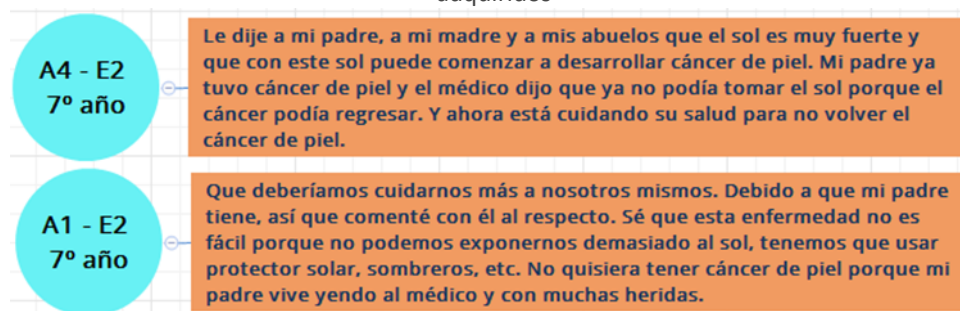 A4 - E2
7º año
Le dije a mi padre, a mi madre y a mis abuelos que el sol es muy fuerte y
que con este sol puede comenzar a desarrollar cáncer de piel. Mi padre ya
tuvo cáncer de piel y el médico dijo que ya no podía tomar el sol porque el
cáncer podía regresar. Y ahora está cuidando su salud para no volver el
cáncer de piel.
A1 - E2
7º año
Que deberíamos cuidarnos más a nosotros mismos. Debido a que mi padre
tiene, así que comenté con él al respecto. Sé que esta enfermedad no es
fácil porque no podemos exponernos demasiado al sol, tenemos que usar
protector solar, sombreros, etc. No quisiera tener cáncer de piel porque mi
padre vive yendo al médico y con muchas heridas.